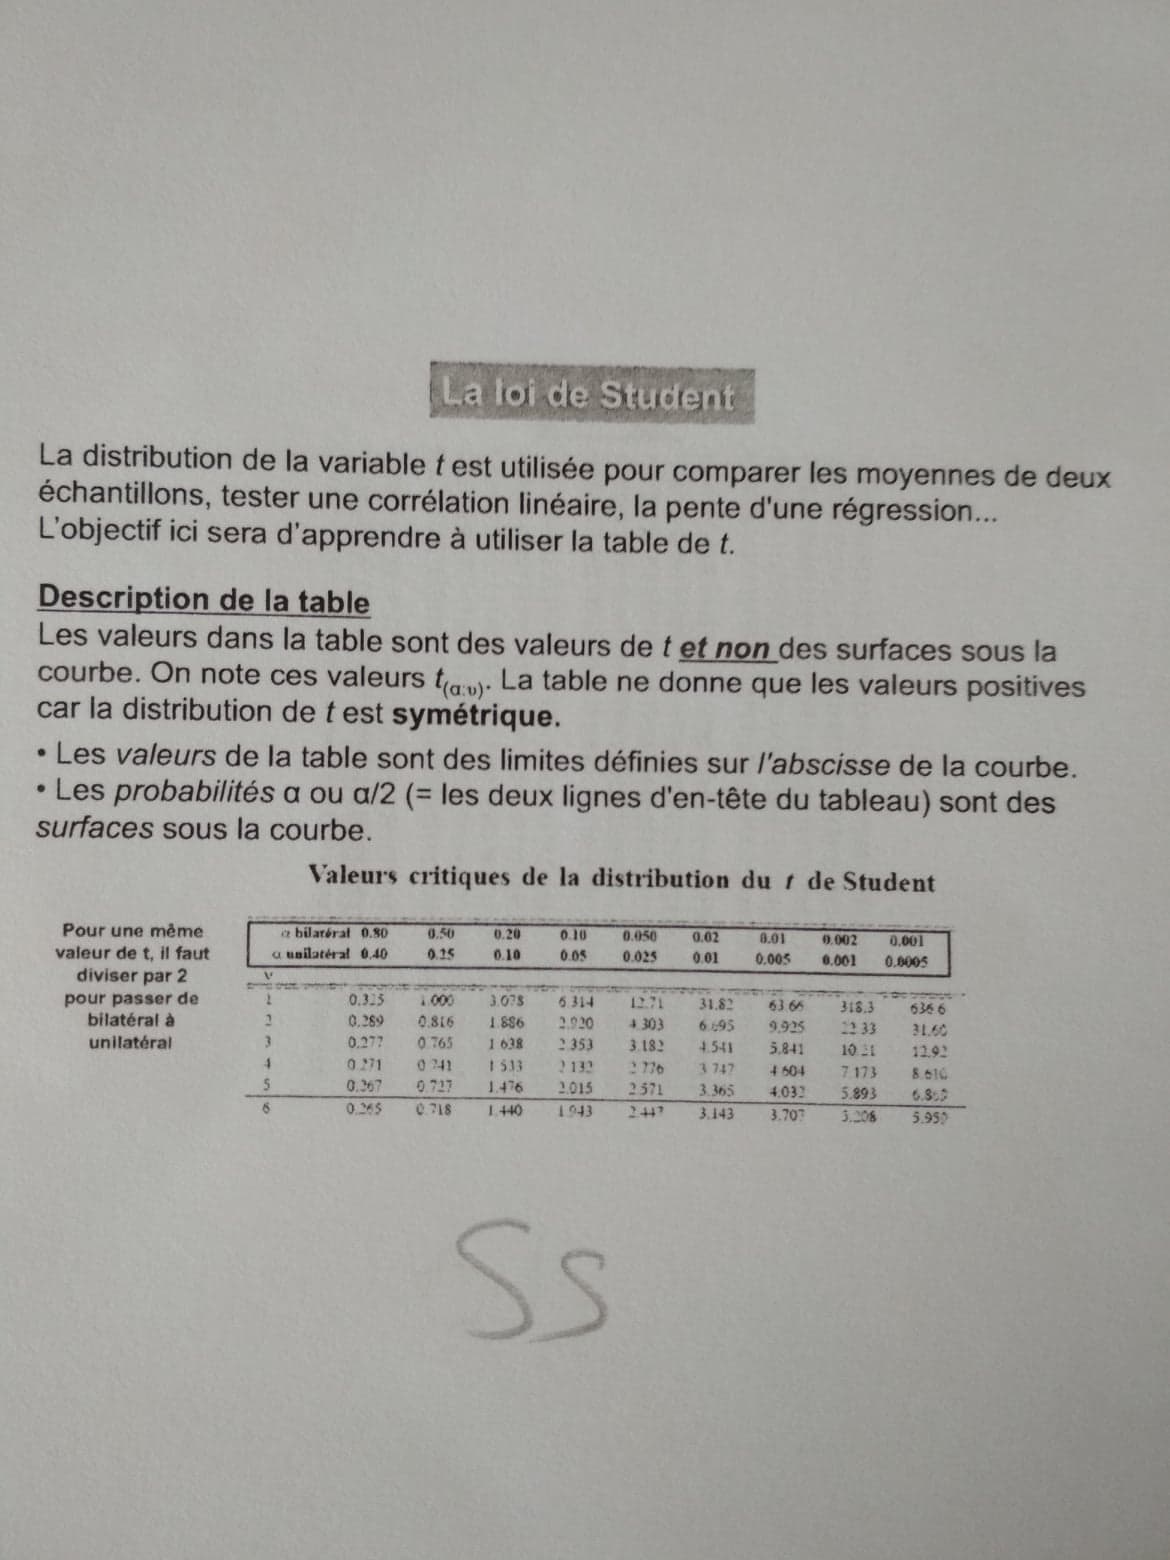 La loi de Student
La distribution de la variable t est utilisée pour comparer les moyennes de deux
échantillons, tester une corrélation linéaire, la pente d'une régression...
L'objectif ici sera d'apprendre à utiliser la table de t.
Description de la table
Les valeurs dans la table sont des valeurs de t et non des surfaces sous la
courbe. On note ces valeurs t(α:υ). La table ne donne que les valeurs positives
car la distribution de t est symétrique.
• Les valeurs de la table sont des limites définies sur l'abscisse de la courbe.
• Les probabilités α ou α/2 (= les deux lignes d'en-tête du tableau) sont des
surfaces sous la courbe.
Valeurs critiques de la distribution du t de Student
Pour une même
valeur de t, il faut
diviser par 2
pour passer de
bilatéral à
unilatéral
α bilatéral 0.80 0.50 0.20 0.10 0.050 0.02 0.01 0.002 0.001
α unilatéral 0.40 0.25 0.10 0.05 0.025 0.01 0.005 0.001 0.0005
ν
1 0.325 1.000 3.078 6.314 12.71 31.82 63.66 318.3 636.6
2 0.289 0.816 1.886 2.920 4.303 9.925 22.33 31.60
3 0.277 0.765 1.638 2.353 3.182 4.541 5.841 12.92
4 0.271 0.741 1.533 2.132 2.776 3.747 4.604 7.173 8.610
5 0.267 0.727 1.476 2.015 2.571 3.365 4.032 5.893
6 0.265 0.718 1.440 1.943 2.447 3.143 3.707 5.959
SS